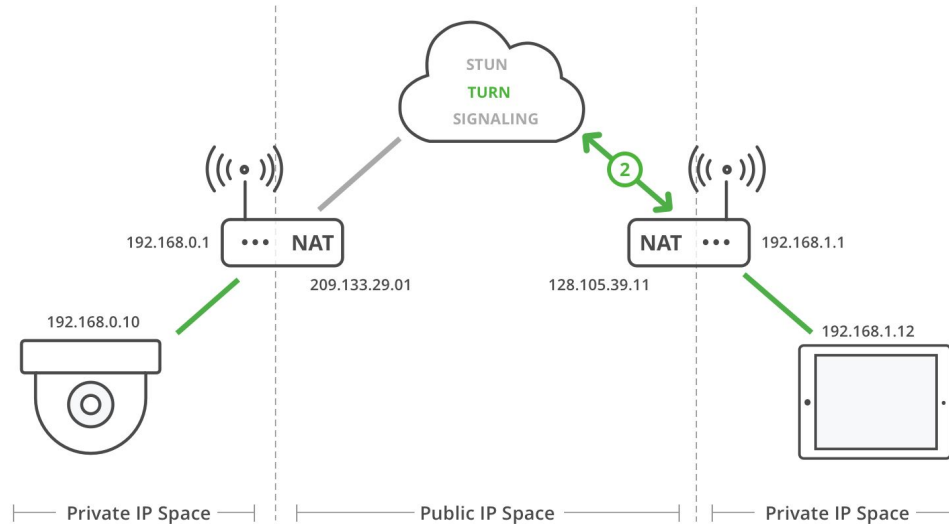 STUN
TURN
SIGNALING
2
192.168.0.1
NAT
NAT
192.168.1.1
209.133.29.01
128.105.39.11
192.168.0.10
192.168.1.12
Private IP Space
Public IP Space
Private IP Space